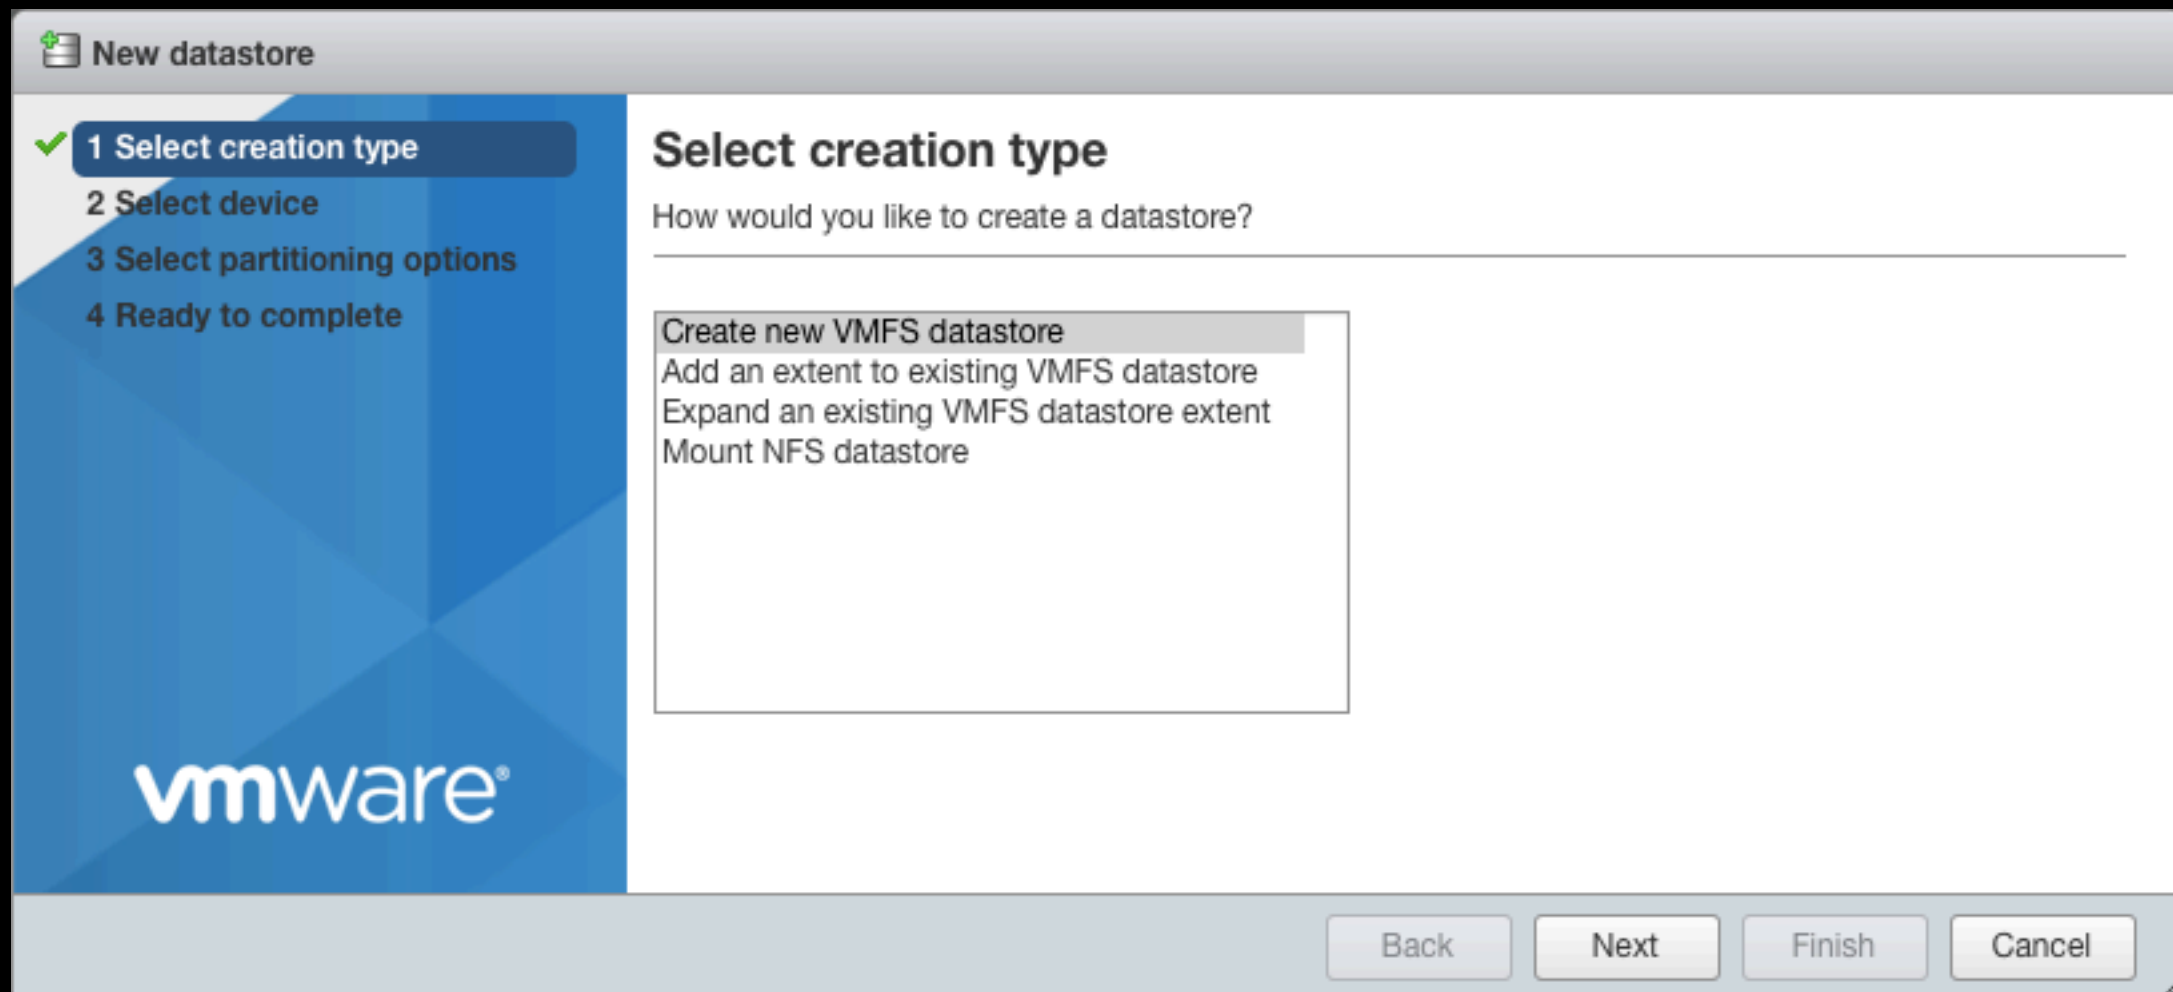 New datastore
1 Select creation type
2 Select device
3 Select partitioning options
4 Ready to complete
vmware®
Select creation type
How would you like to create a datastore?
Create new VMFS datastore
Add an extent to existing VMFS datastore
Expand an existing VMFS datastore extent
Mount NFS datastore
Back Next Finish Cancel